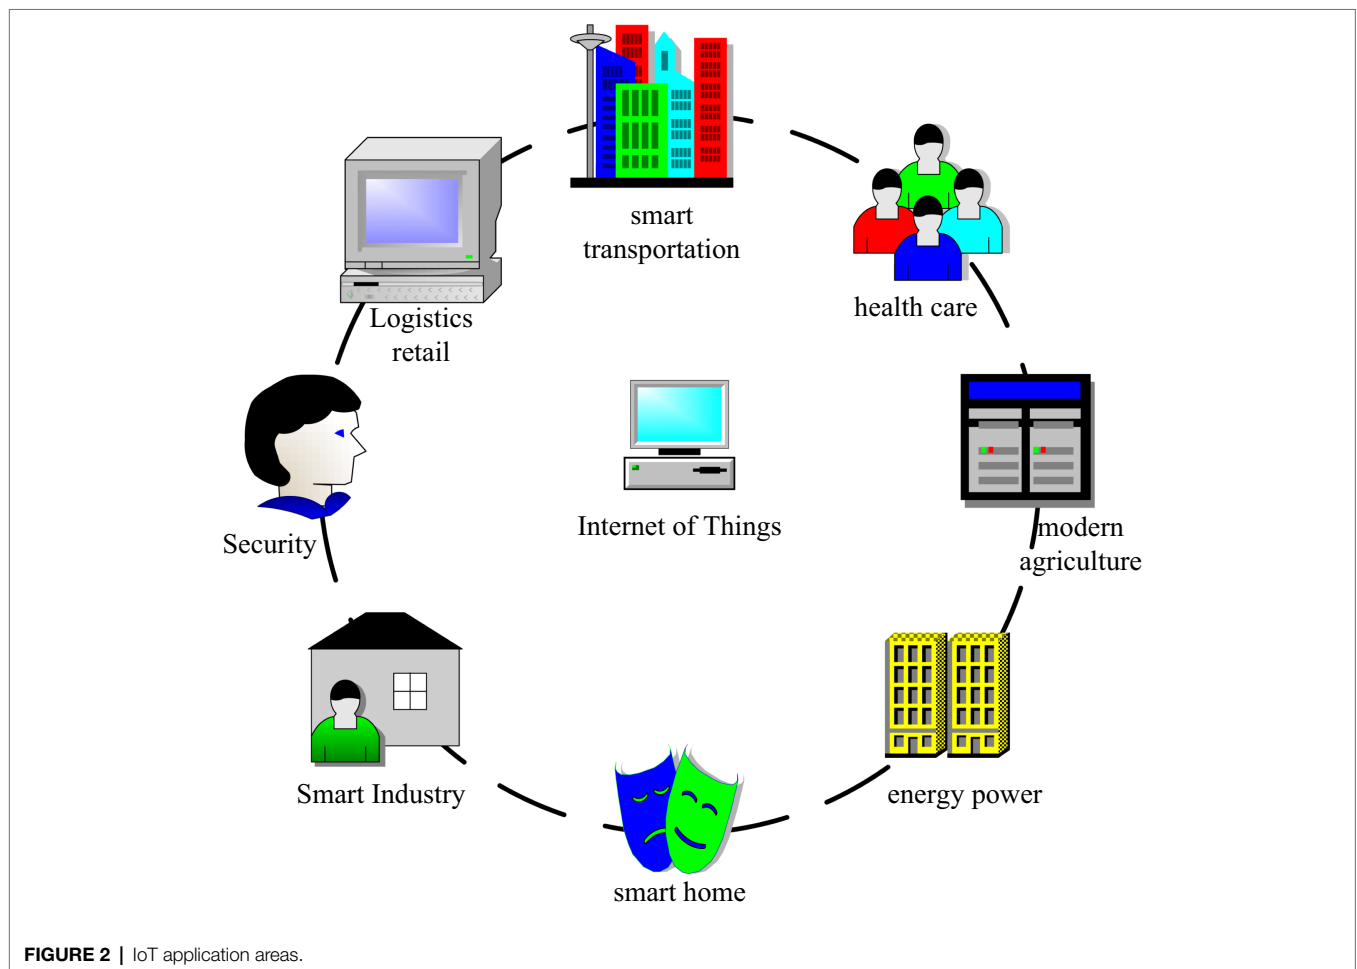 smart
transportation
health care
Logistics
retail
Internet of Things
modern
agriculture
Security
Smart Industry
energy power
smart home
FIGURE 2 | IoT application areas.